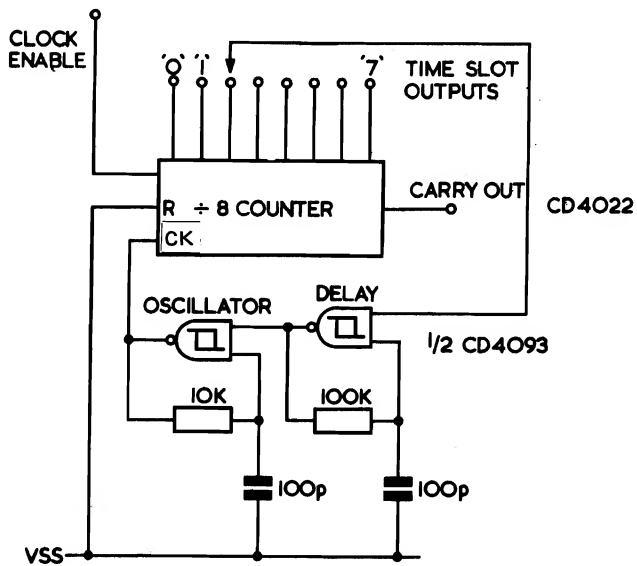 CLOCK
ENABLE
'0' '1' '7'
TIME SLOT
OUTPUTS
R ÷ 8 COUNTER
CK
CARRY OUT
CD4022
OSCILLATOR
DELAY
1/2 CD4093
10K
100K
100p
100p
VSS